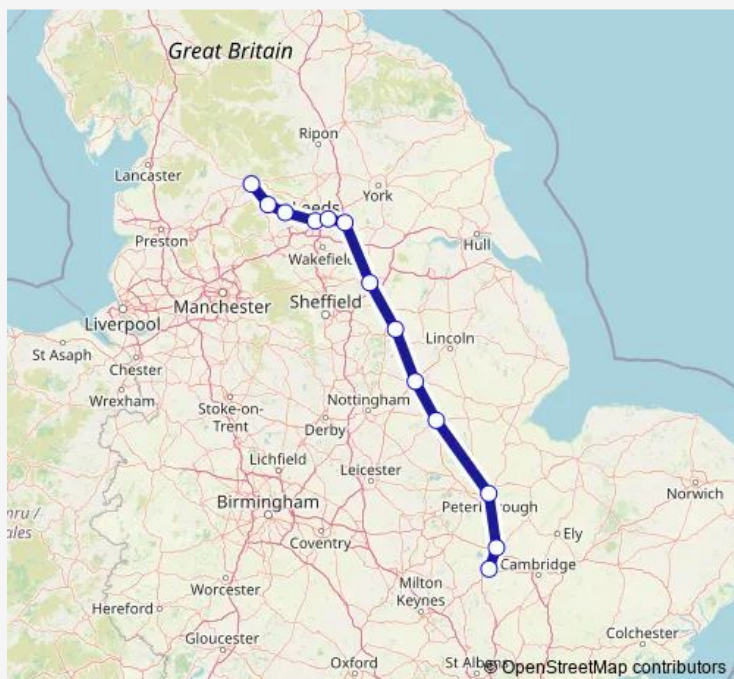 Great Britain
Ripon
Lancaster
York
Leeds
Preston
Hull
Wakefield
Manchester
Sheffield
Liverpool
Lincoln
St Asaph
Chester
Wrexham
Nottingham
Stoke-on-
Trent
Derby
Lichfield
Leicester
Norwich
Birmingham
Peterborough
Coventry
Ely
Cambridge
Worcester
Milton
Keynes
Hereford
Gloucester
Colchester
Oxford
St Albans
© OpenStreetMap contributors